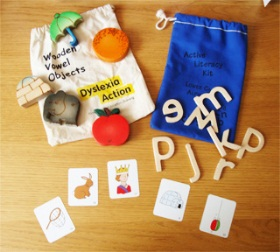 Wooden
Vowel
Objects
Dyslexia
Action
Active
Literacy
Kit
e m m
p k p
j r